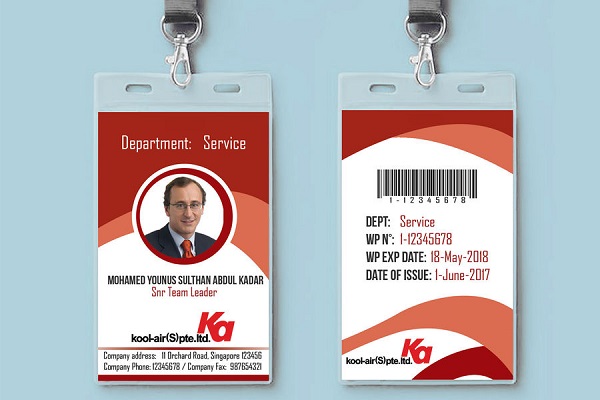 Department: Service
MOHAMED YOUNUS SULTHAN ABDUL KADAR
Snr Team Leader
Ka
kool-air(S)pte.ltd.
Company address: 11 Orchard Road, Singapore 123456
Company Phone:12345678 / Company Fax: 987654321
1-12345678
DEPT: Service
WP N°: 1-12345678
WP EXP DATE: 18-May-2018
DATE OF ISSUE: 1-June-2017
Ka
kool-air(S)pte.ltd.